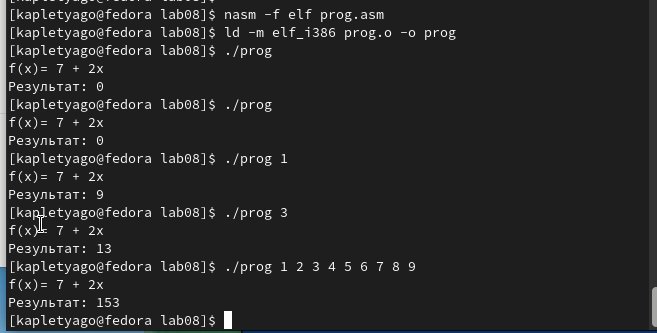 [kapletyago@fedora lab08]$ nasm -f elf prog.asm
[kapletyago@fedora lab08]$ ld -m elf_i386 prog.o -o prog
[kapletyago@fedora lab08]$ ./prog
f(x)= 7 + 2x
Результат: 0
[kapletyago@fedora lab08]$ ./prog
f(x)= 7 + 2x
Результат: 0
[kapletyago@fedora lab08]$ ./prog 1
f(x)= 7 + 2x
Результат: 9
[kapletyago@fedora lab08]$ ./prog 3
f(x)= 7 + 2x
Результат: 13
[kapletyago@fedora lab08]$ ./prog 1 2 3 4 5 6 7 8 9
f(x)= 7 + 2x
Результат: 153
[kapletyago@fedora lab08]$